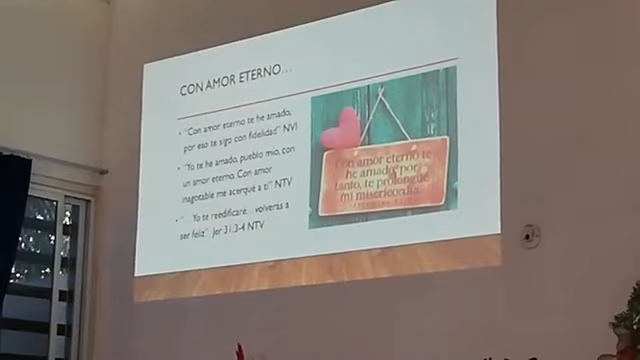 CON AMOR ETERNO...
• "Con amor eterno te he amado,
por eso te sigo con fidelidad" NVI
• "Yo te he amado, pueblo mío, con
un amor eterno. Con amor
inagotable me acerqué a ti" NTV
• "... Yo te reedificaré... volverás a
ser feliz" Jer 31:3-4 NTV
Con amor eterno te
he amado; por
tanto, te prolongué
mi misericordia.